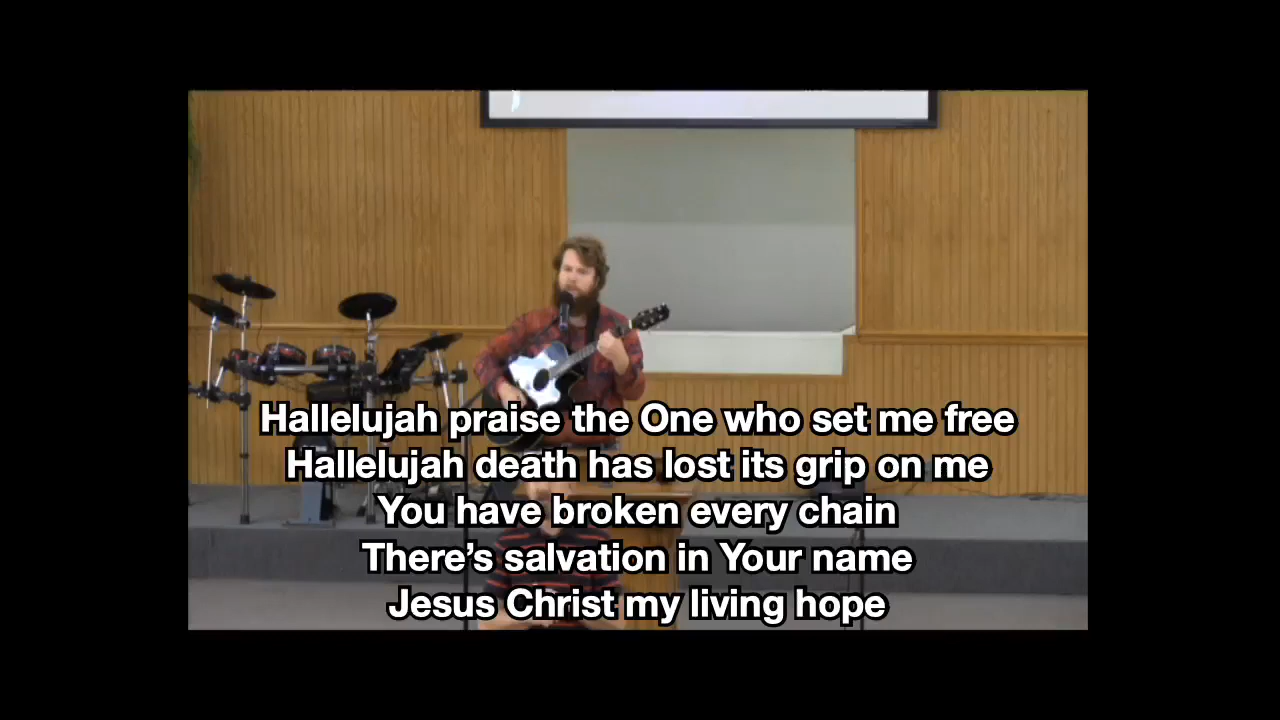 Hallelujah praise the One who set me free
Hallelujah death has lost its grip on me
You have broken every chain
There’s salvation in Your name
Jesus Christ my living hope